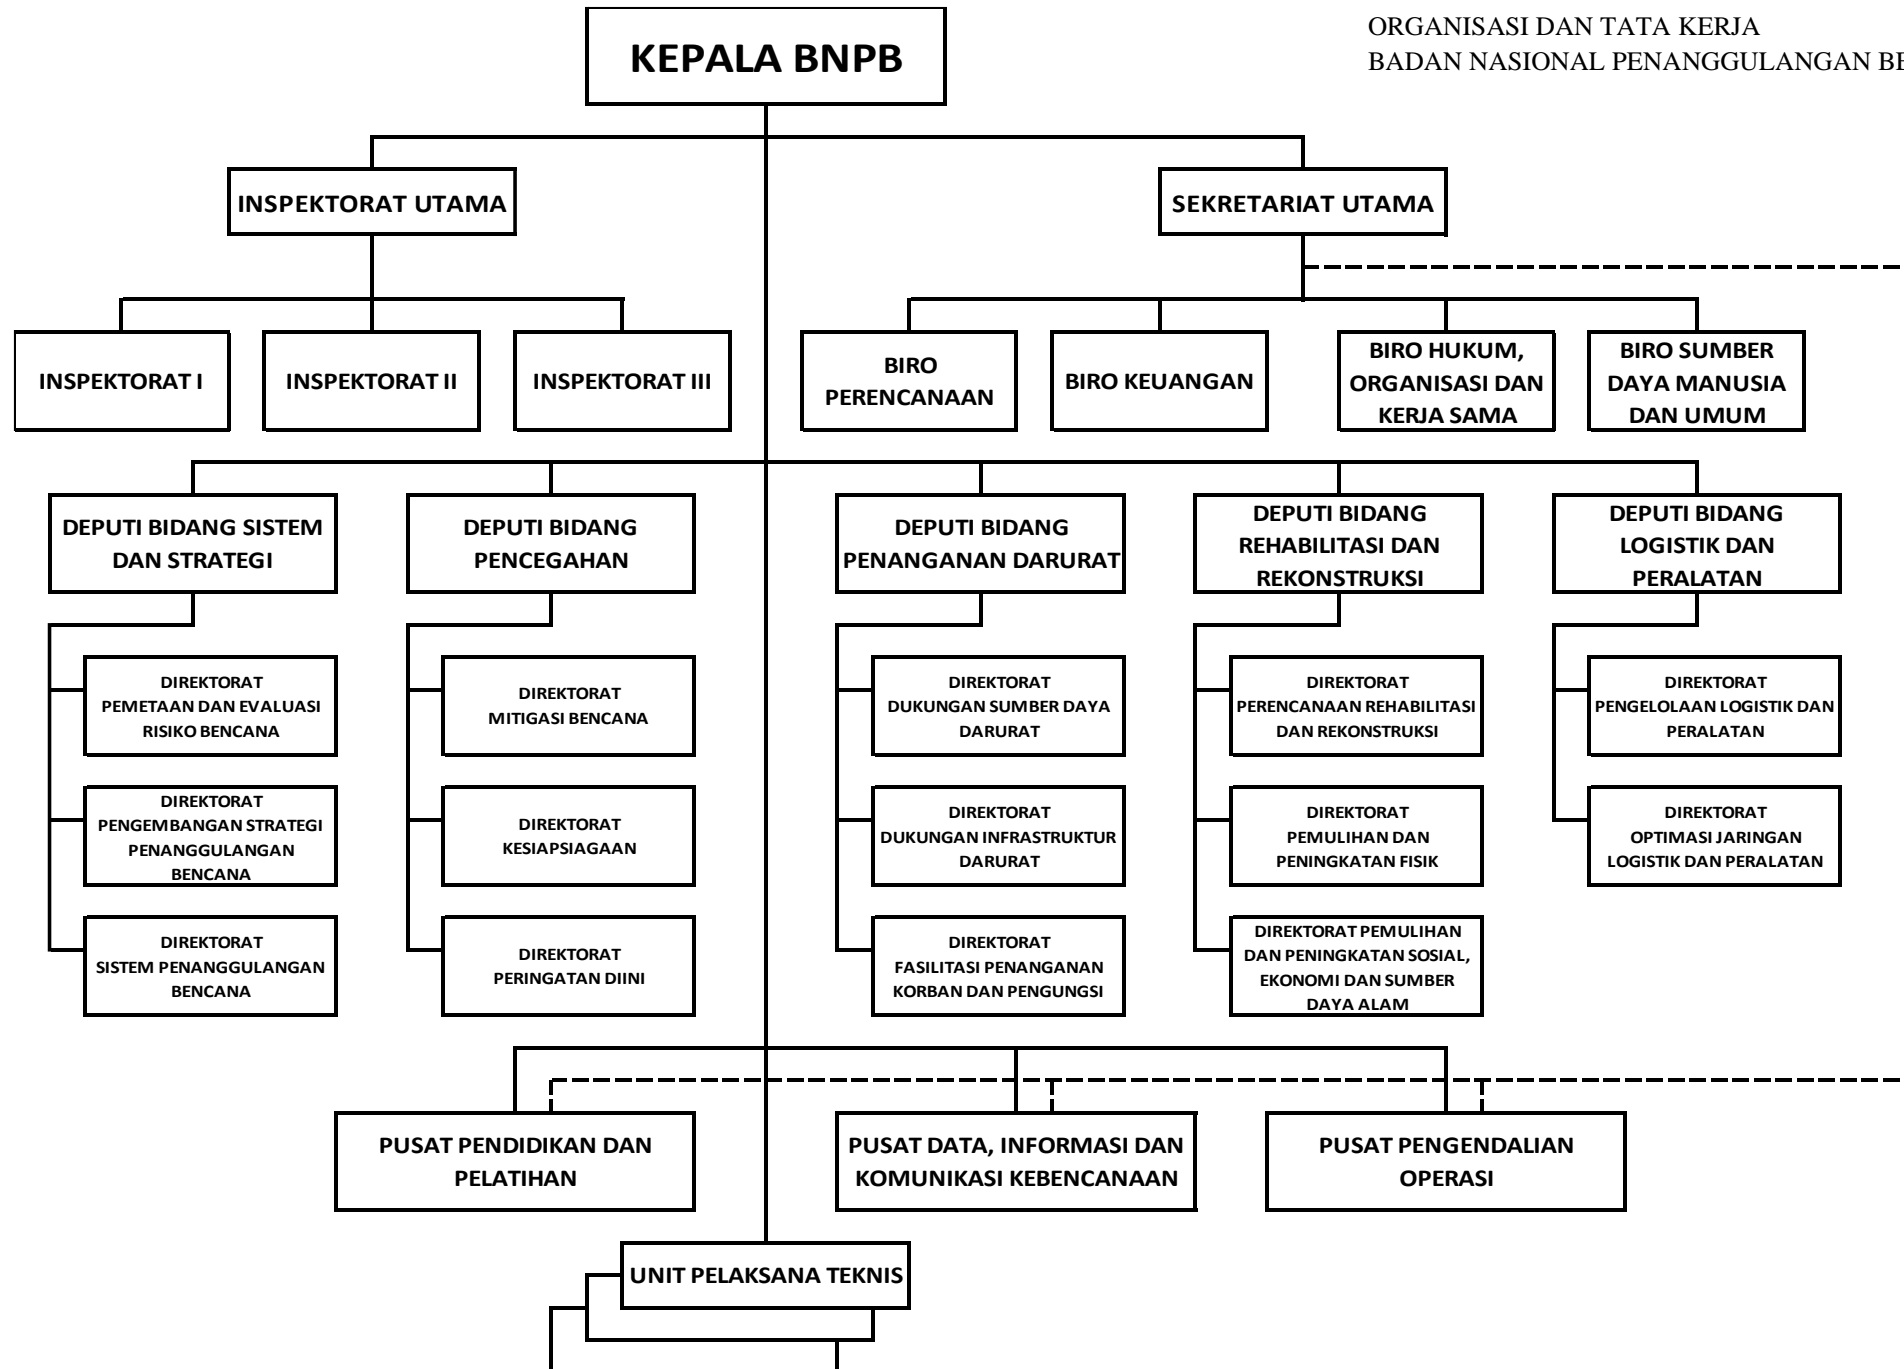 ORGANISASI DAN TATA KERJA
BADAN NASIONAL PENANGGULANGAN BE
KEPALA BNPB
INSPEKTORAT UTAMA
SEKRETARIAT UTAMA
INSPEKTORAT I
INSPEKTORAT II
INSPEKTORAT III
BIRO
PERENCANAAN
BIRO KEUANGAN
BIRO HUKUM,
ORGANISASI DAN
KERJA SAMA
BIRO SUMBER
DAYA MANUSIA
DAN UMUM
DEPUTI BIDANG SISTEM
DAN STRATEGI
DEPUTI BIDANG
PENCEGAHAN
DEPUTI BIDANG
PENANGANAN DARURAT
DEPUTI BIDANG
REHABILITASI DAN
REKONSTRUKSI
DEPUTI BIDANG
LOGISTIK DAN
PERALATAN
DIREKTORAT
PEMETAAN DAN EVALUASI
RISIKO BENCANA
DIREKTORAT
MITIGASI BENCANA
DIREKTORAT
DUKUNGAN SUMBER DAYA
DARURAT
DIREKTORAT
PERENCANAAN REHABILITASI
DAN REKONSTRUKSI
DIREKTORAT
PENGELOLAAN LOGISTIK DAN
PERALATAN
DIREKTORAT
PENGEMBANGAN STRATEGI
PENANGGULANGAN
BENCANA
DIREKTORAT
KESIAPSIAGAAN
DIREKTORAT
DUKUNGAN INFRASTRUKTUR
DARURAT
DIREKTORAT
PEMULIHAN DAN
PENINGKATAN FISIK
DIREKTORAT
OPTIMASI JARINGAN
LOGISTIK DAN PERALATAN
DIREKTORAT
SISTEM PENANGGULANGAN
BENCANA
DIREKTORAT
PERINGATAN DIINI
DIREKTORAT
FASILITASI PENANGANAN
KORBAN DAN PENGUNGSI
DIREKTORAT PEMULIHAN
DAN PENINGKATAN SOSIAL,
EKONOMI DAN SUMBER
DAYA ALAM
PUSAT PENDIDIKAN DAN
PELATIHAN
PUSAT DATA, INFORMASI DAN
KOMUNIKASI KEBENCANAAN
PUSAT PENGENDALIAN
OPERASI
UNIT PELAKSANA TEKNIS